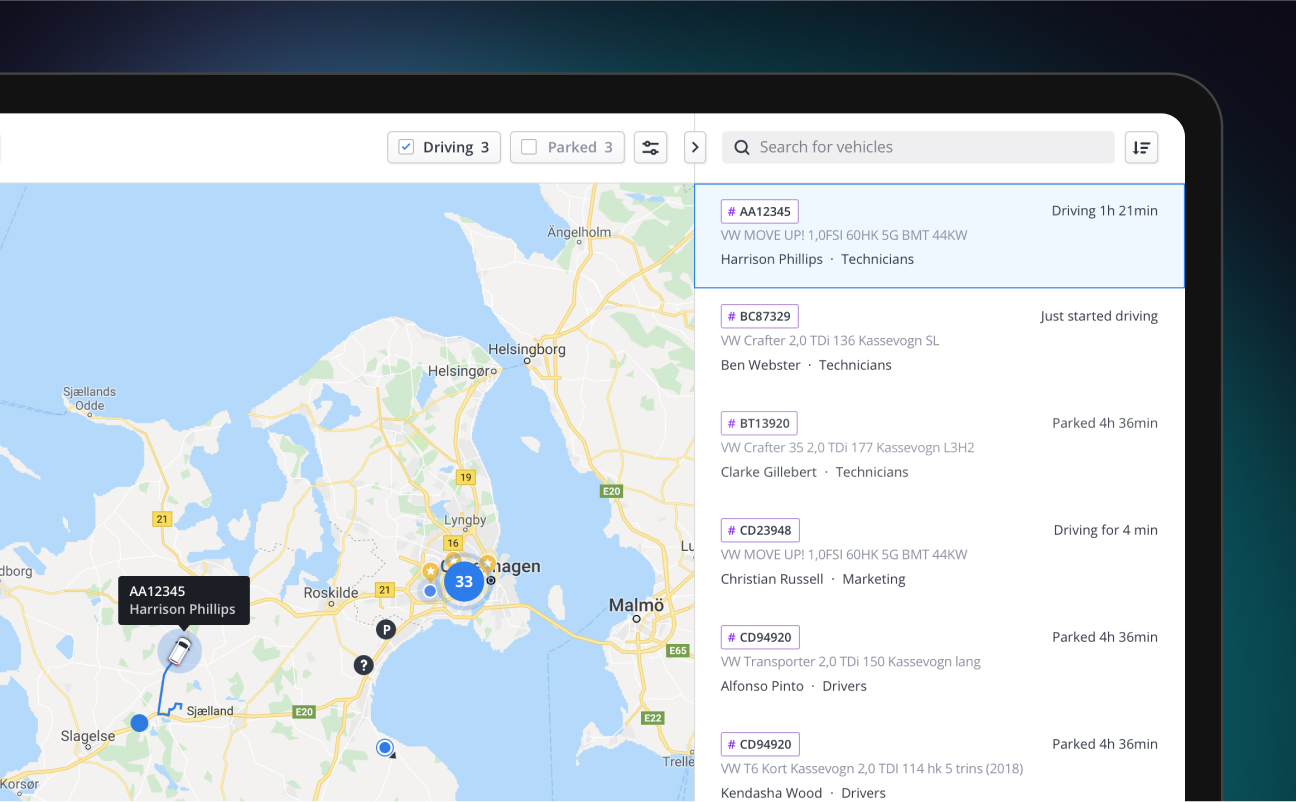 Driving 3
Parked 3
Search for vehicles
# AA12345
Driving 1h 21min
VW MOVE UP! 1,0FSI 60HK 5G BMT 44KW
Harrison Phillips · Technicians
# BC87329
Just started driving
VW Crafter 2,0 TDi 136 Kassevogn SL
Ben Webster · Technicians
# BT13920
Parked 4h 36min
VW Crafter 35 2,0 TDi 177 Kassevogn L3H2
Clarke Gillebert · Technicians
# CD23948
Driving for 4 min
VW MOVE UP! 1,0FSI 60HK 5G BMT 44KW
Christian Russell · Marketing
# CD94920
Parked 4h 36min
VW Transporter 2,0 TDi 150 Kassevogn lang
Alfonso Pinto · Drivers
# CD94920
Parked 4h 36min
VW T6 Kort Kassevogn 2,0 TDI 114 hk 5 trins (2018)
Kendasha Wood · Drivers
Ängelholm
Helsingborg
Helsingør
Sjællands
Odde
19
E20
21
Lyngby
16
33
Roskilde
21
AA12345
Harrison Phillips
Malmö
P
E65
?
Sjælland
E20
E22
Slagelse
Korsør